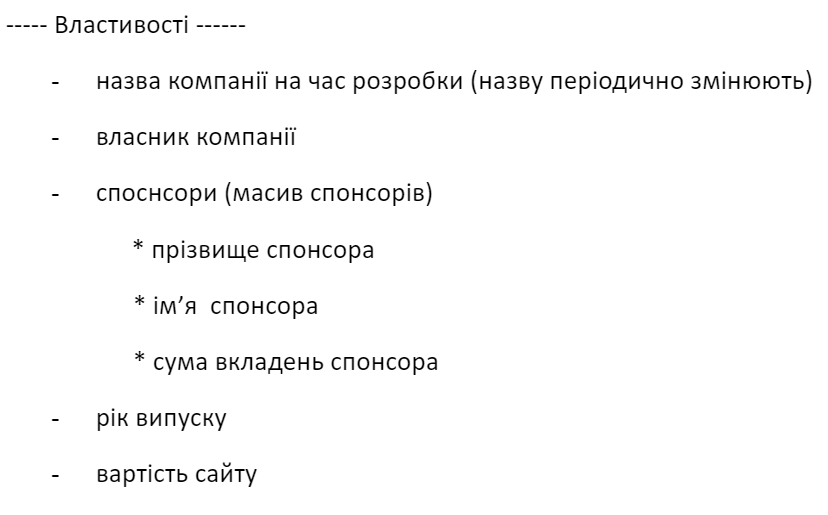 ----- Властивості ------
- назва компанії на час розробки (назву періодично змінюють)
- власник компанії
- споснсори (масив спонсорів)
* прізвище спонсора
* ім’я  спонсора
* сума вкладень спонсора
- рік випуску
- вартість сайту